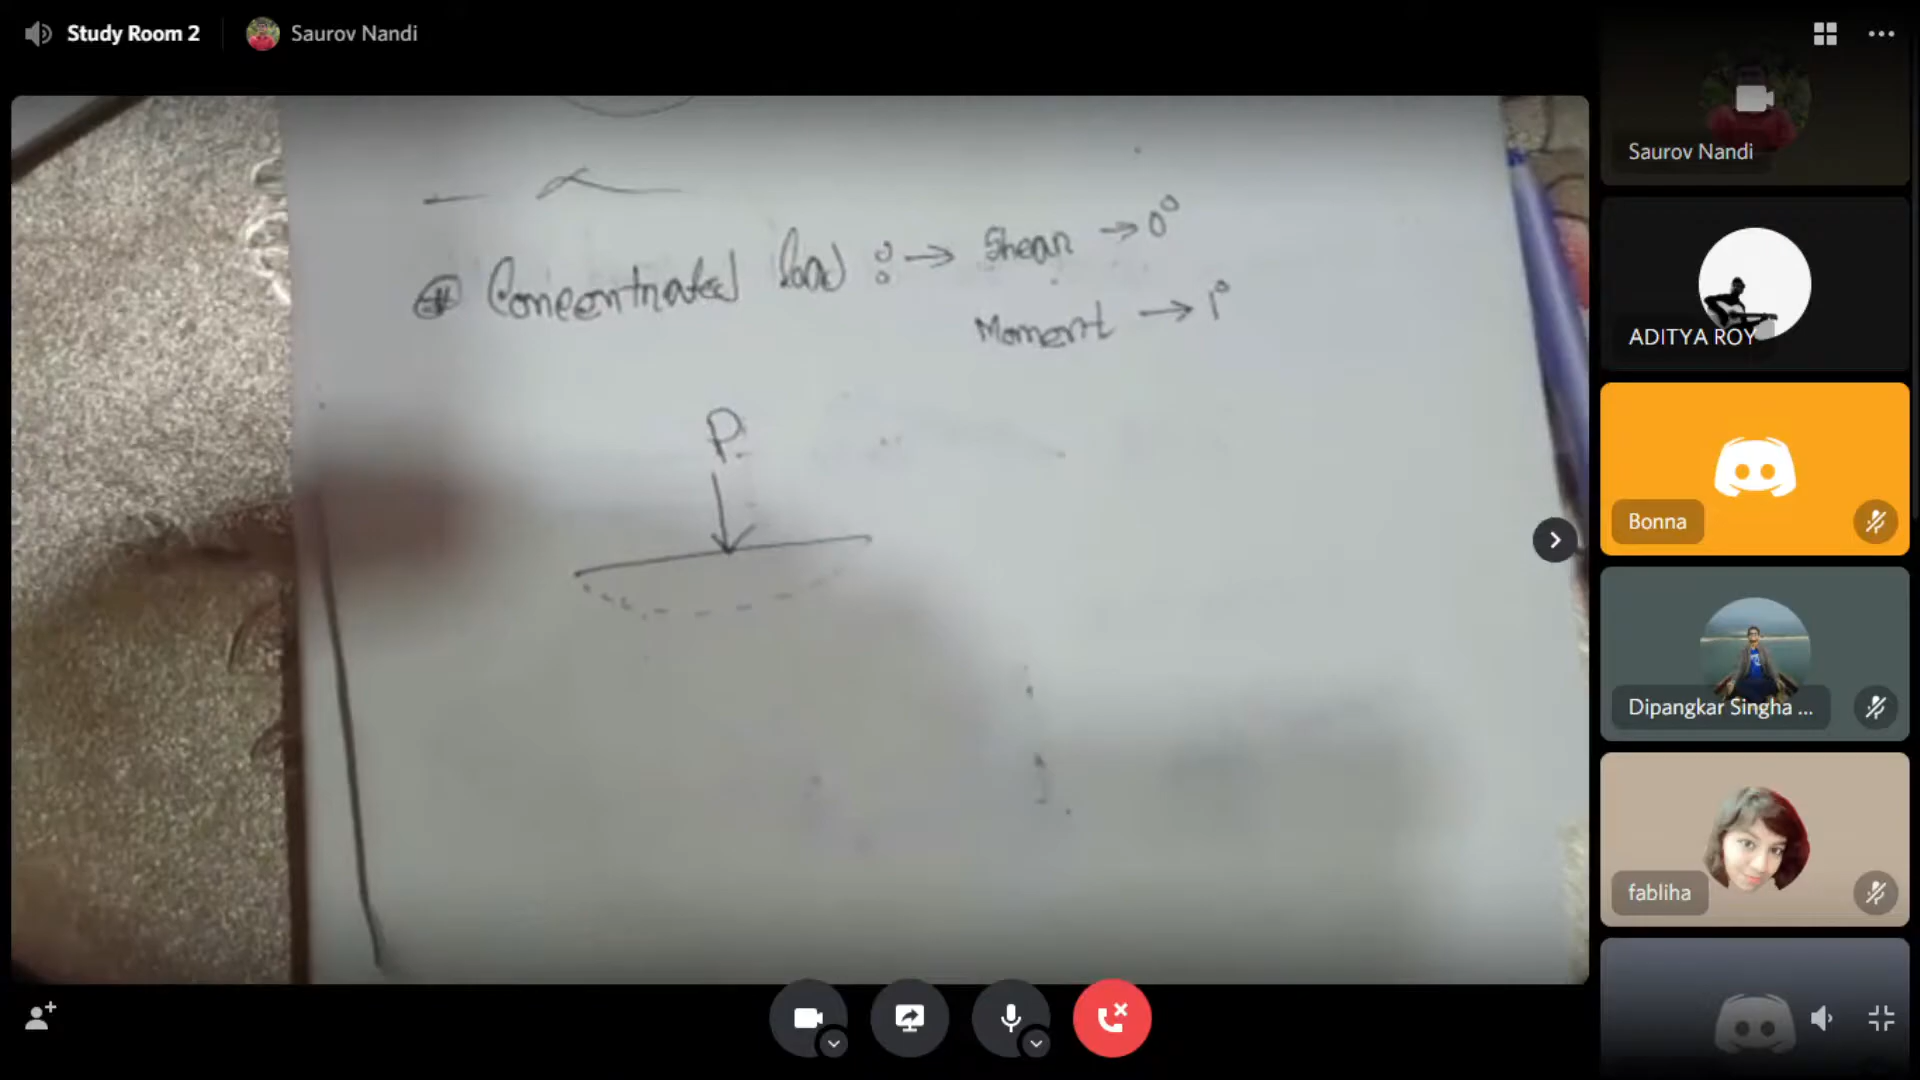 Study Room 2
Saurov Nandi
# Concentrated load : → Shear → 0°
Moment → 1°
P
Saurov Nandi
ADITYA ROY
Bonna
Dipangkar Singha ...
fabliha